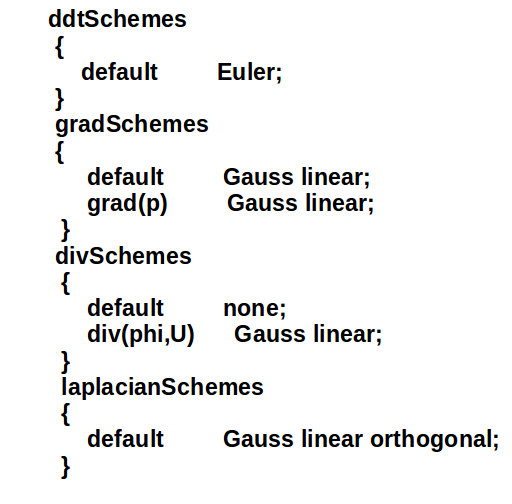 ddtSchemes
{
default Euler;
}
gradSchemes
{
default Gauss linear;
grad(p) Gauss linear;
}
divSchemes
{
default none;
div(phi,U) Gauss linear;
}
laplacianSchemes
{
default Gauss linear orthogonal;
}